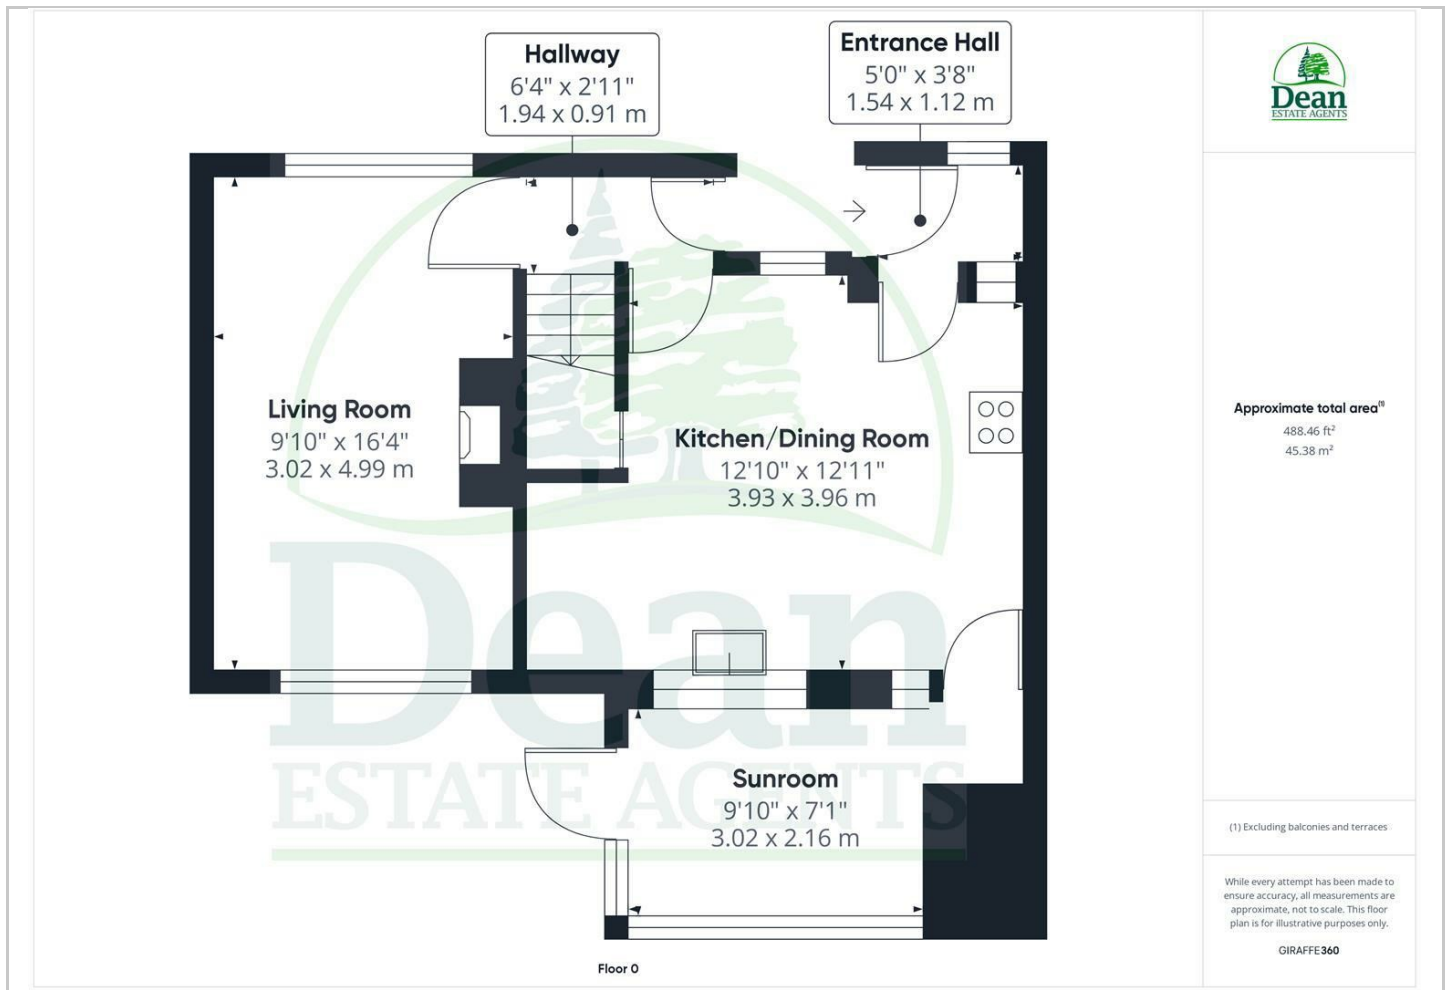 Hallway
6'4" x 2'11"
1.94 x 0.91 m
Entrance Hall
5'0" x 3'8"
1.54 x 1.12 m
Living Room
9'10" x 16'4"
3.02 x 4.99 m
Kitchen/Dining Room
12'10" x 12'11"
3.93 x 3.96 m
Sunroom
9'10" x 7'1"
3.02 x 2.16 m
Dean
ESTATE AGENTS
Floor 0
Dean
ESTATE AGENTS
Approximate total area⁽¹⁾
488.46 ft²
45.38 m²
(1) Excluding balconies and terraces
While every attempt has been made to
ensure accuracy, all measurements are
approximate, not to scale. This floor
plan is for illustrative purposes only.
GIRAFFE360